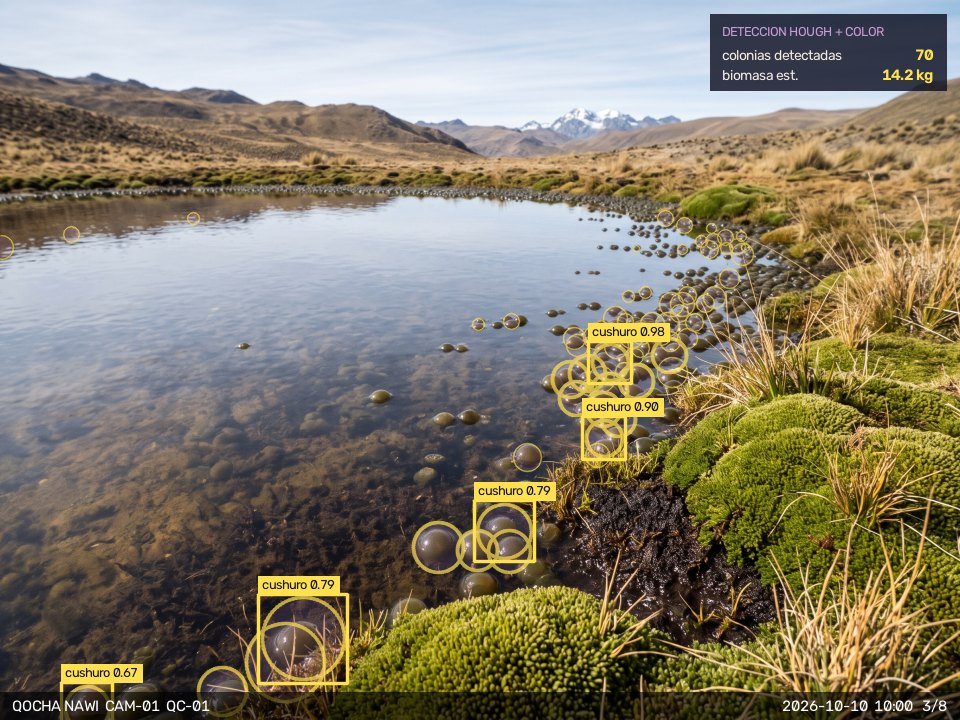 DETECCION HOUGH + COLOR
colonias detectadas 70
biomasa est. 14.2 kg
cushuro 0.98
cushuro 0.90
cushuro 0.79
cushuro 0.79
cushuro 0.67
QOCHA NAWI CAM-01 QC-01 2026-10-10 10:00 3/8